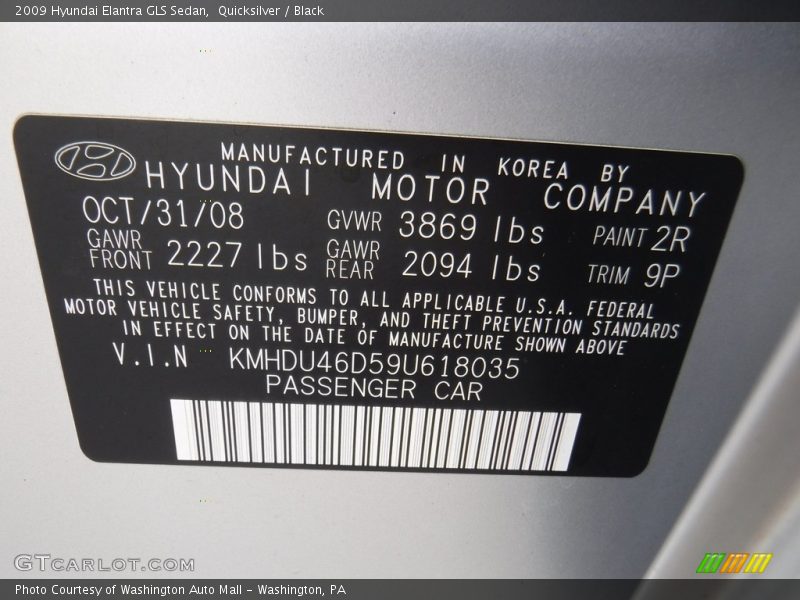 2009 Hyundai Elantra GLS Sedan,  Quicksilver / Black
MANUFACTURED IN KOREA BY
HYUNDAI MOTOR COMPANY
OCT/31/08 GVWR 3869 lbs PAINT 2R
GAWR FRONT 2227 lbs GAWR REAR 2094 lbs TRIM 9P
THIS VEHICLE CONFORMS TO ALL APPLICABLE U.S.A. FEDERAL
MOTOR VEHICLE SAFETY, BUMPER, AND THEFT PREVENTION STANDARDS
IN EFFECT ON THE DATE OF MANUFACTURE SHOWN ABOVE
V.I.N KMHDU46D59U618035
PASSENGER CAR
GTCARLOT.COM
Photo Courtesy of Washington Auto Mall - Washington, PA